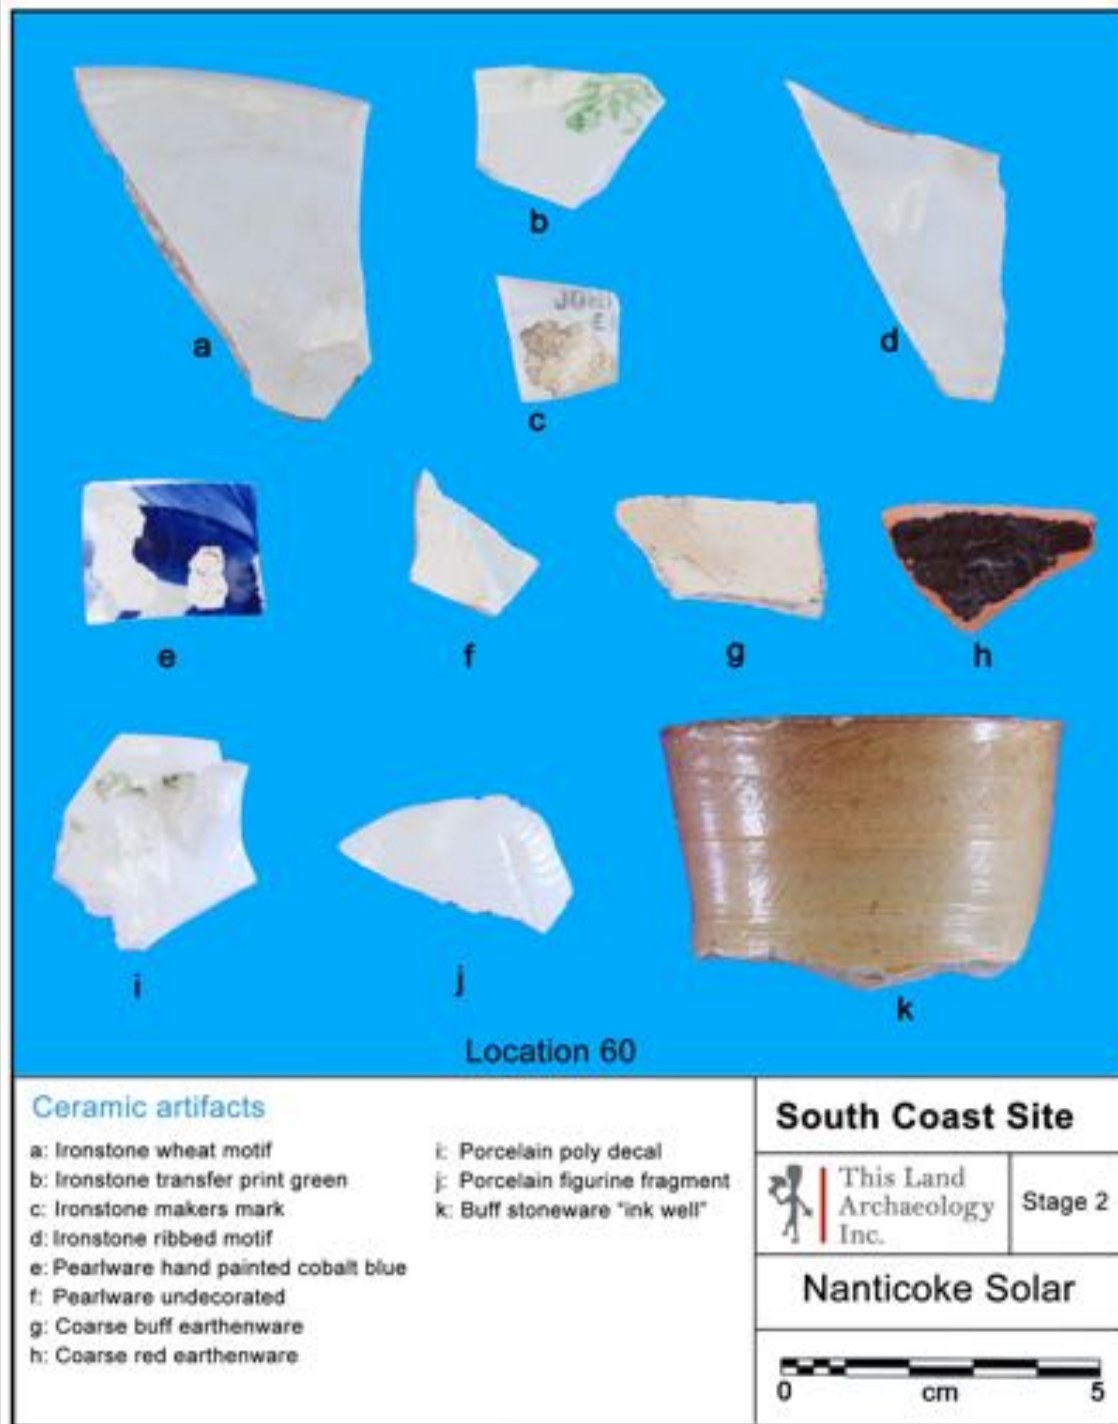 a
b
c
d
JOH
e
f
g
h
i
j
k
Location 60
Ceramic artifacts
a: Ironstone wheat motif
b: Ironstone transfer print green
c: Ironstone makers mark
d: Ironstone ribbed motif
e: Pearlware hand painted cobalt blue
f: Pearlware undecorated
g: Coarse buff earthenware
h: Coarse red earthenware
i: Porcelain poly decal
j: Porcelain figurine fragment
k: Buff stoneware "ink well"
South Coast Site
This Land
Archaeology
Inc.
Stage 2
Nanticoke Solar
0 cm 5